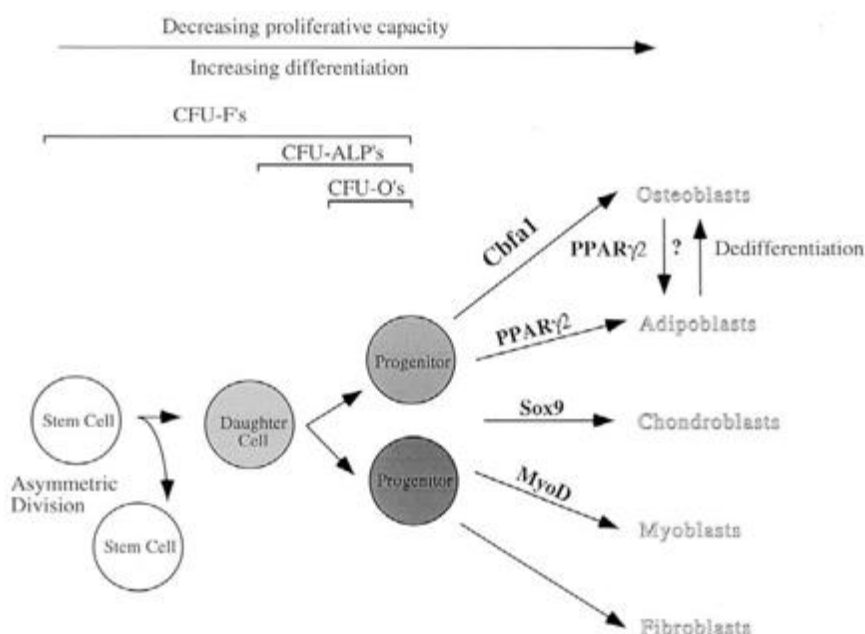 Decreasing proliferative capacity
Increasing differentiation
CFU-F's
CFU-ALP's
CFU-O's
Osteoblasts
Cbfa1
PPARγ2
?
Dedifferentiation
Adipoblasts
PPARγ2
Progenitor
Stem Cell
Daughter
Cell
Sox9
Chondroblasts
Asymmetric
Division
Progenitor
MyoD
Stem Cell
Myoblasts
Fibroblasts